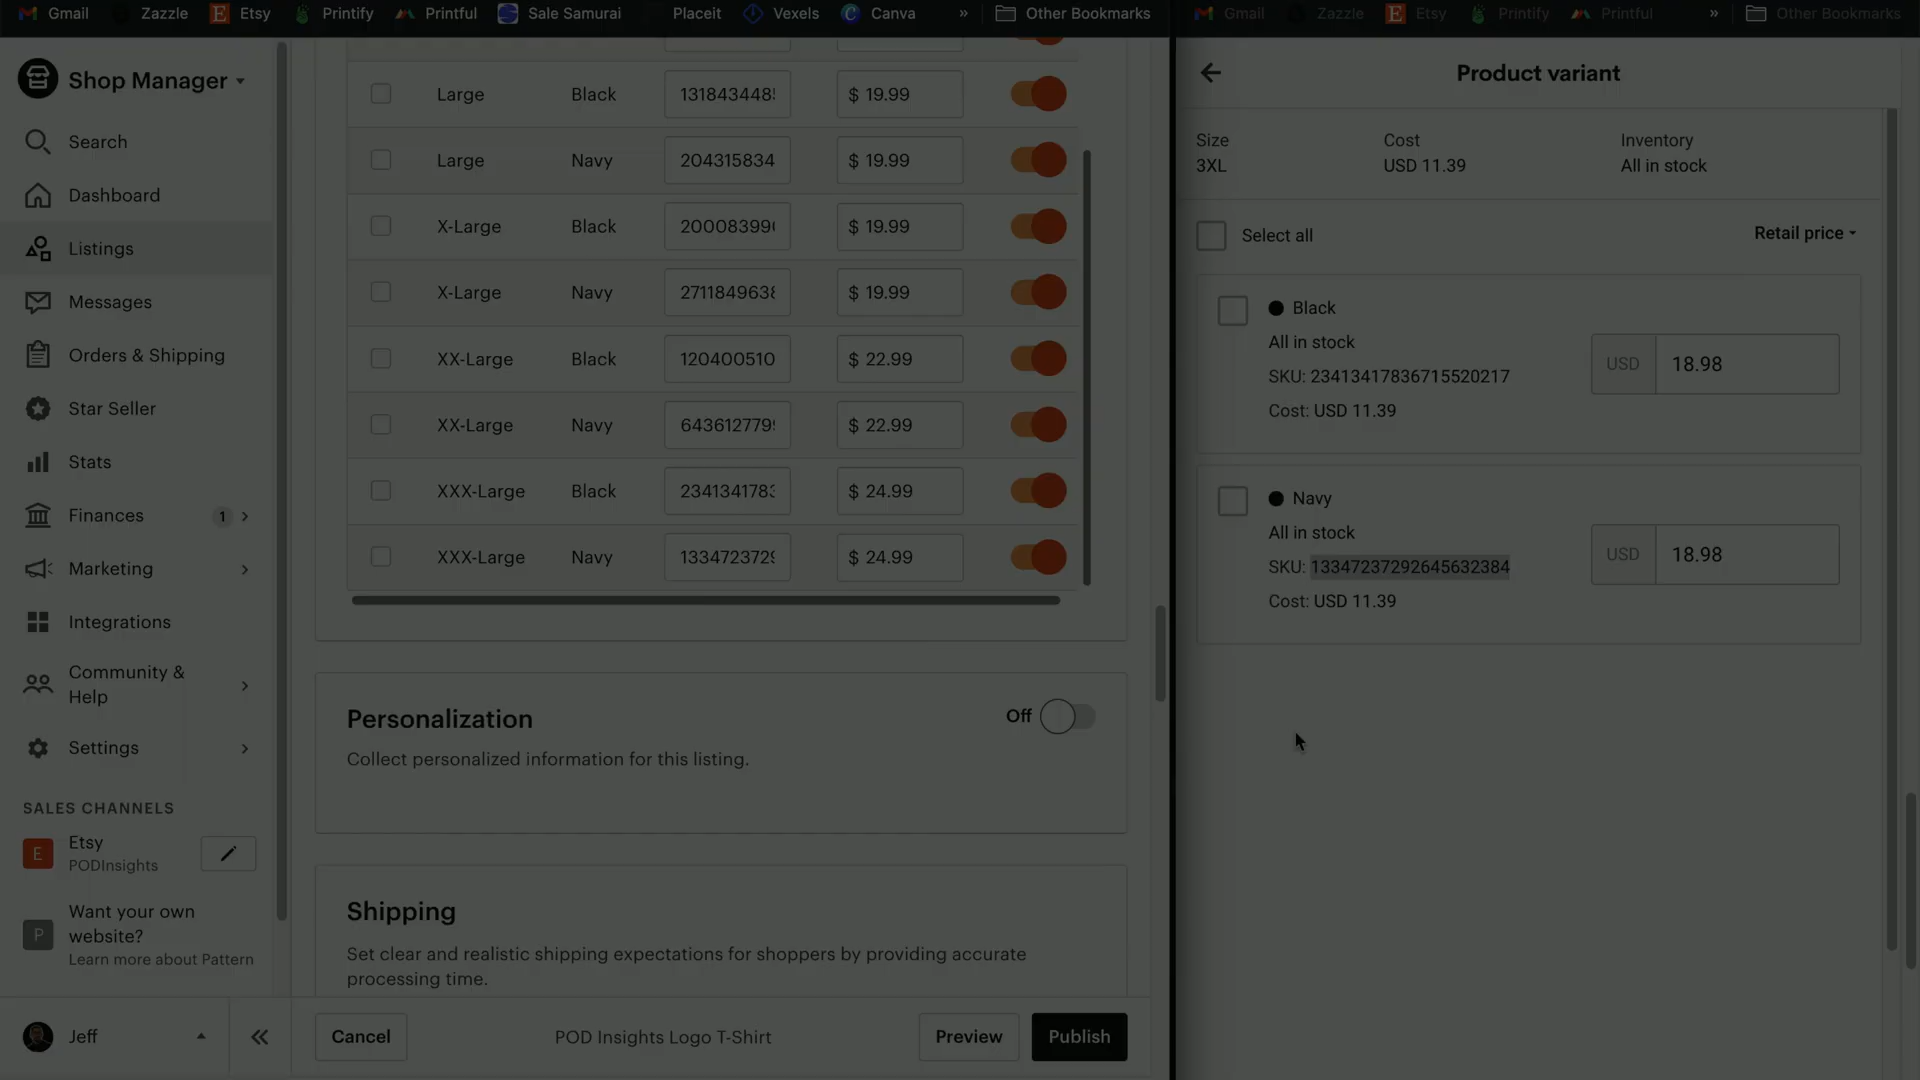 Gmail Zazzle Etsy Printify Printful Sale Samurai Placeit Vexels Canva » Other Bookmarks
Gmail Zazzle Etsy Printify Printful » Other Bookmarks
Shop Manager
Search
Dashboard
Listings
Messages
Orders & Shipping
Star Seller
Stats
Finances 1
Marketing
Integrations
Community &
Help
Settings
SALES CHANNELS
E Etsy
PODInsights
P Want your own
website?
Learn more about Pattern
Jeff
Large Black 131843448 $ 19.99
Large Navy 204315834 $ 19.99
X-Large Black 20008399 $ 19.99
X-Large Navy 271184963 $ 19.99
XX-Large Black 120400510 $ 22.99
XX-Large Navy 643612779 $ 22.99
XXX-Large Black 234134178 $ 24.99
XXX-Large Navy 133472372 $ 24.99
Personalization
Off
Collect personalized information for this listing.
Shipping
Set clear and realistic shipping expectations for shoppers by providing accurate
processing time.
Cancel POD Insights Logo T-Shirt Preview Publish
Product variant
Size Cost Inventory
3XL USD 11.39 All in stock
Select all Retail price
Black
All in stock
SKU: 23413417836715520217
Cost: USD 11.39
USD 18.98
Navy
All in stock
SKU: 13347237292645632384
Cost: USD 11.39
USD 18.98